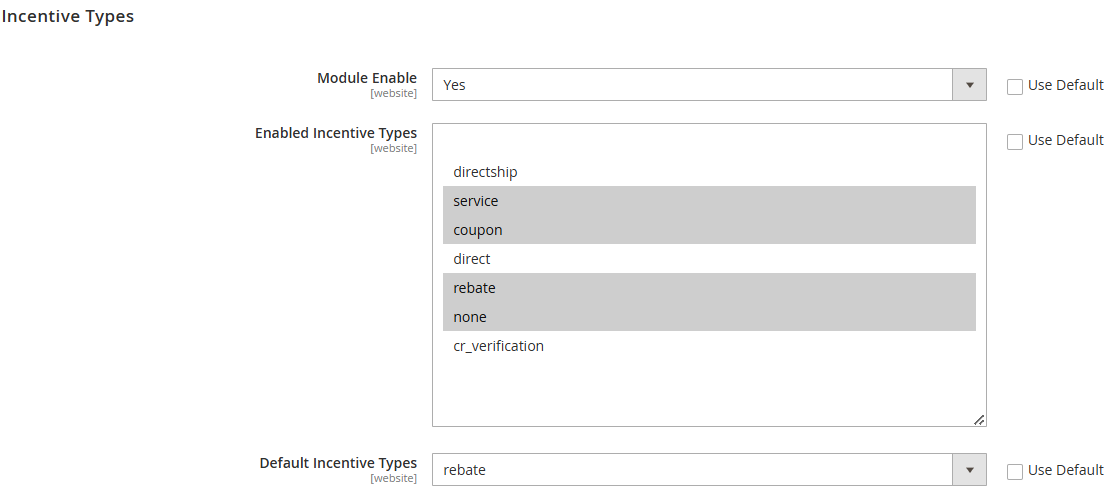 Incentive Types
Module Enable
[website]
Yes
Use Default
Enabled Incentive Types
[website]
directship
service
coupon
direct
rebate
none
cr_verification
Use Default
Default Incentive Types
[website]
rebate
Use Default